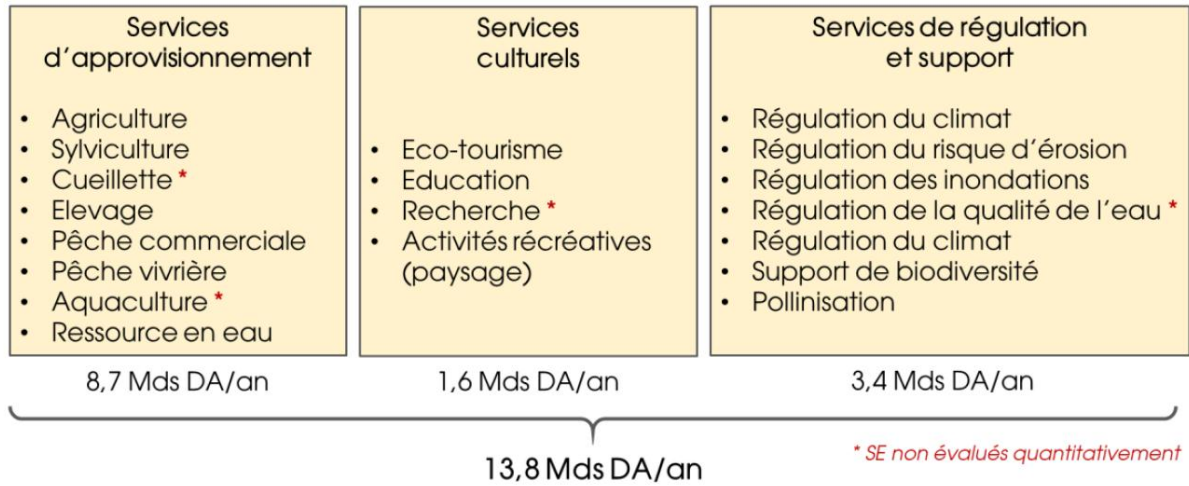 Services
d'approvisionnement
• Agriculture
• Sylviculture
• Cueillette *
• Elevage
• Pêche commerciale
• Pêche vivrière
• Aquaculture *
• Ressource en eau
8,7 Mds DA/an
Services
culturels
• Eco-tourisme
• Education
• Recherche *
• Activités récréatives
(paysage)
1,6 Mds DA/an
Services de régulation
et support
• Régulation du climat
• Régulation du risque d'érosion
• Régulation des inondations
• Régulation de la qualité de l'eau *
• Régulation du climat
• Support de biodiversité
• Pollinisation
3,4 Mds DA/an
13,8 Mds DA/an
* SE non évalués quantitativement